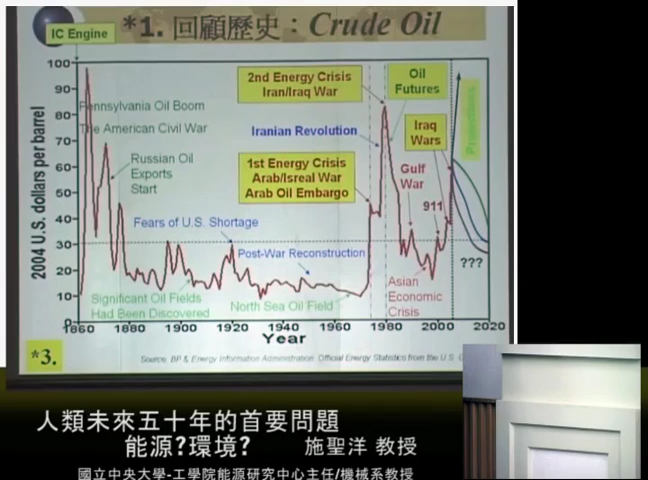 IC Engine
*1. 回顧歷史：Crude Oil
2004 U.S. dollars per barrel
100
90
80
70
60
50
40
30
20
10
0
1860 1880 1900 1920 1940 1960 1980 2000 2020
Year
Pennsylvania Oil Boom
The American Civil War
Russian Oil
Exports
Start
Fears of U.S. Shortage
Significant Oil Fields
Had Been Discovered
Post-War Reconstruction
North Sea Oil Field
2nd Energy Crisis
Iran/Iraq War
Iranian Revolution
1st Energy Crisis
Arab/Isreal War
Arab Oil Embargo
Oil
Futures
Iraq
Wars
Gulf
War
911
Asian
Economic
Crisis
???
*3.
Source: BP & Energy Information Administration. Official Energy Statistics from the U.S. G
人類未來五十年的首要問題
能源?環境? 施聖洋 教授
國立中央大學-工學院能源研究中心主任/機械系教授